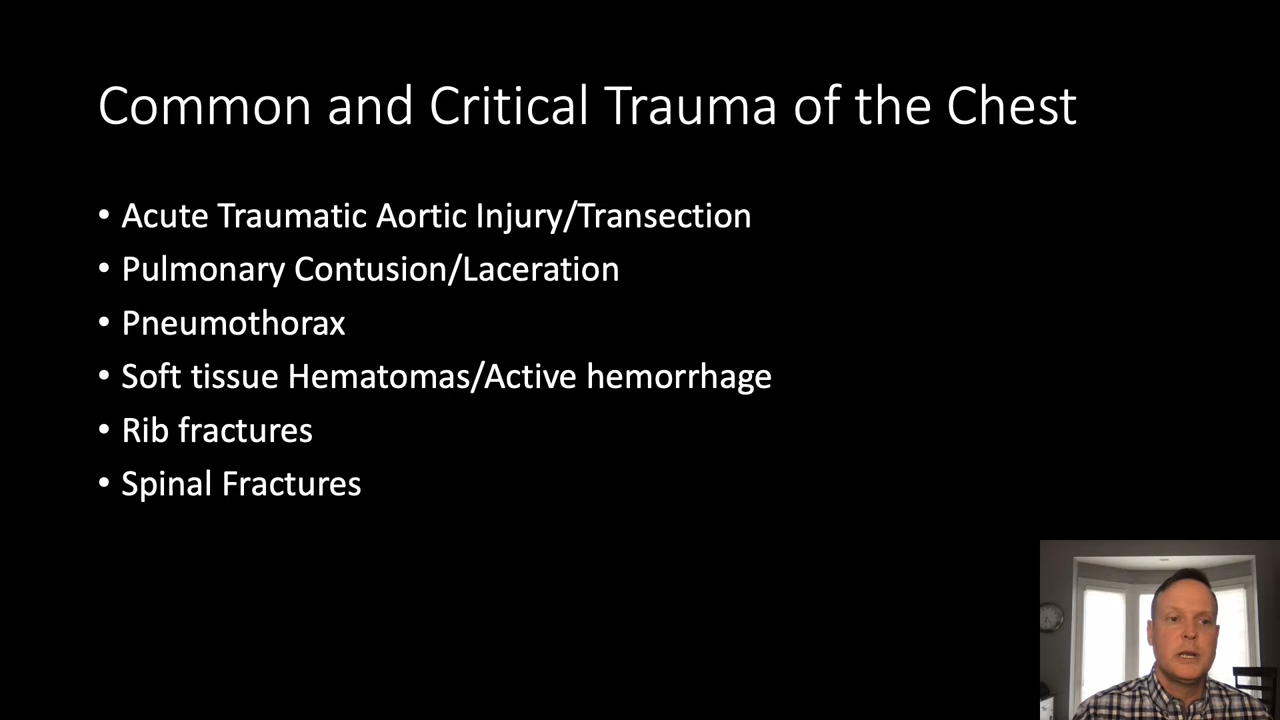 Common and Critical Trauma of the Chest
• Acute Traumatic Aortic Injury/Transection
• Pulmonary Contusion/Laceration
• Pneumothorax
• Soft tissue Hematomas/Active hemorrhage
• Rib fractures
• Spinal Fractures